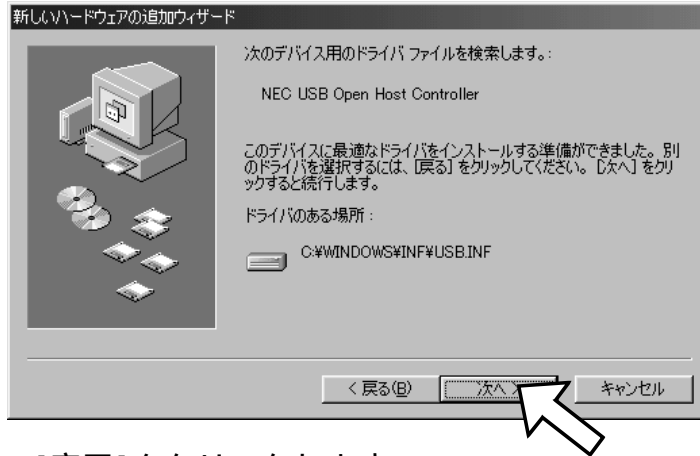 新しいハードウェアの追加ウィザード
次のデバイス用のドライバ ファイルを検索します。:
NEC USB Open Host Controller
このデバイスに最適なドライバをインストールする準備ができました。別
のドライバを選択するには、[戻る] をクリックしてください。[次へ] をクリ
ックすると続行します。
ドライバのある場所:
C:¥WINDOWS¥INF¥USB.INF
< 戻る(B)
次へ >
キャンセル